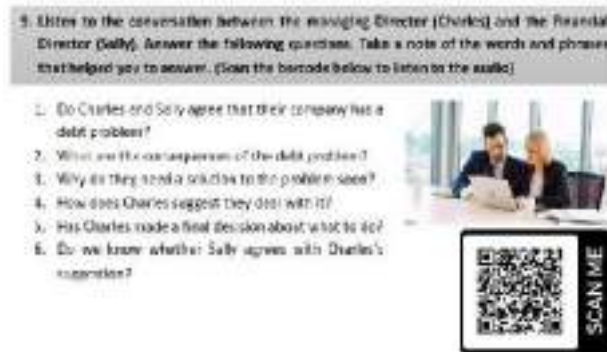 9. Listen to the conversation between the managing Director (Charles) and the Financial
Director (Sally). Answer the following questions. Take a note of the words and phrases
that helped you to answer. (Scan the barcode below to listen to the audio)
1. Do Charles and Sally agree that their company has a
debt problem?
2. What are the consequences of the debt problem?
3. Why do they need a solution to the problem soon?
4. How does Charles suggest they deal with it?
5. Has Charles made a final decision about what to do?
6. Do we know whether Sally agrees with Charles's
suggestion?
SCAN ME